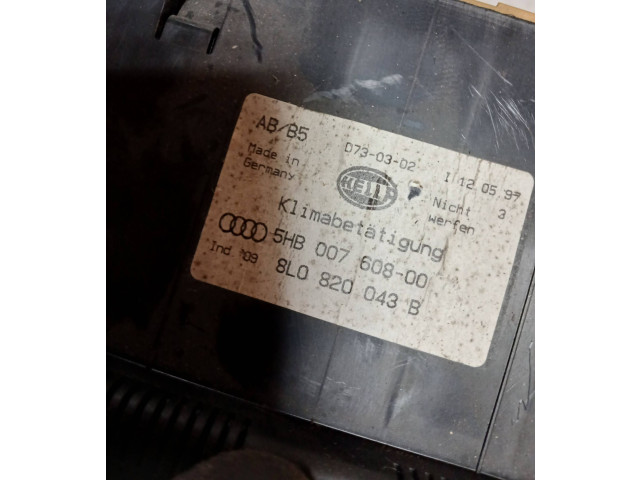 AB/B5 D73-03-D2 I 12 05 97
Made in Germany HELLA Nicht werfen 3
Klimabetätigung
5HB 007 608-00
Ind 09 8L0 820 043 B